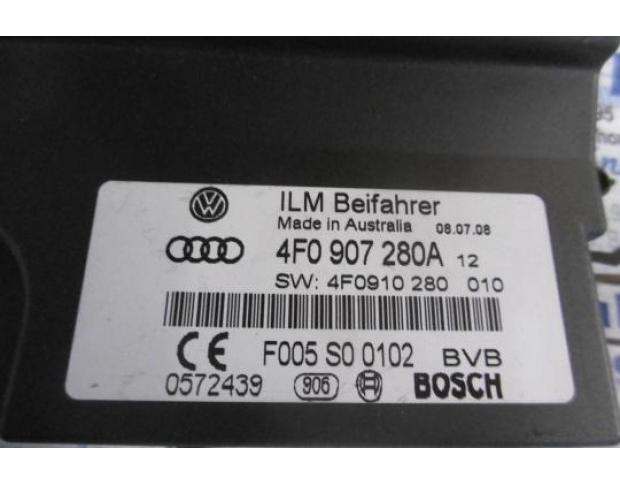 ILM Beifahrer
Made in Australia 08.07.08
4F0 907 280A 12
SW: 4F0910 280 010
CE F005 S0 0102 BVB
0572439 906 BOSCH